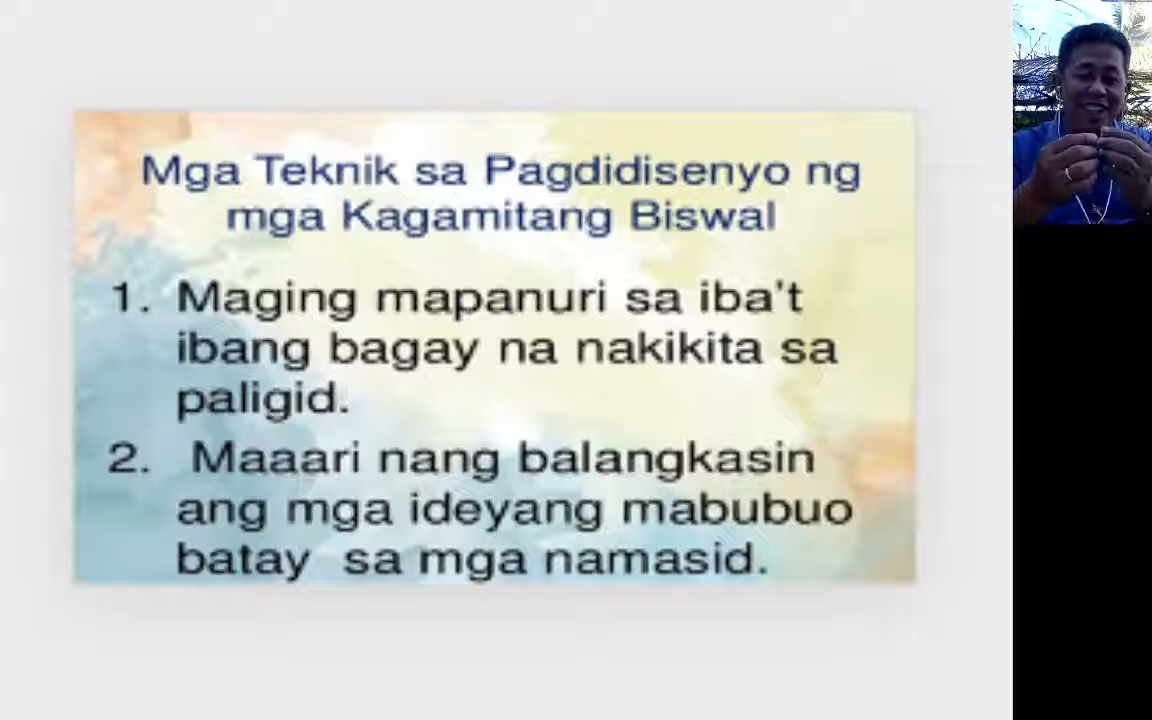 Mga Teknik sa Pagdidisenyo ng
mga Kagamitang Biswal
1. Maging mapanuri sa iba't
ibang bagay na nakikita sa
paligid.
2. Maaari nang balangkasin
ang mga ideyang mabubuo
batay sa mga namasid.